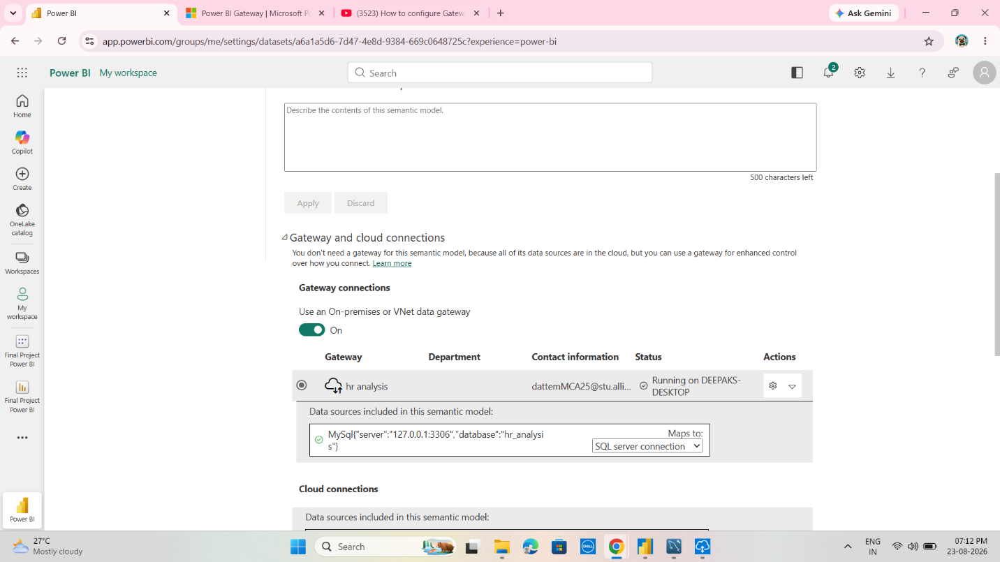 Power BI
Power BI Gateway | Microsoft P
(3523) How to configure Gatew
Ask Gemini
app.powerbi.com/groups/me/settings/datasets/a6a1a5d6-7d47-4e8d-9384-669c0648725c?experience=power-bi
Power BI My workspace
Search
2
Home
Copilot
Create
OneLake
catalog
Workspaces
My
workspace
Final Project
Power BI
Final Project
Power BI
Power BI
Describe the contents of this semantic model.
500 characters left
Apply
Discard
Gateway and cloud connections
You don't need a gateway for this semantic model, because all of its data sources are in the cloud, but you can use a gateway for enhanced control
over how you connect. Learn more
Gateway connections
Use an On-premises or VNet data gateway
On
Gateway Department Contact information Status Actions
hr analysis dattemMCA25@stu.alli... Running on DEEPAKS-
DESKTOP
Data sources included in this semantic model:
MySql{"server":"127.0.0.1:3306","database":"hr_analysi
s"}
Maps to:
SQL server connection
Cloud connections
Data sources included in this semantic model:
27°C
Mostly cloudy
Search
DELL
ENG
IN
07:12 PM
23-08-2026